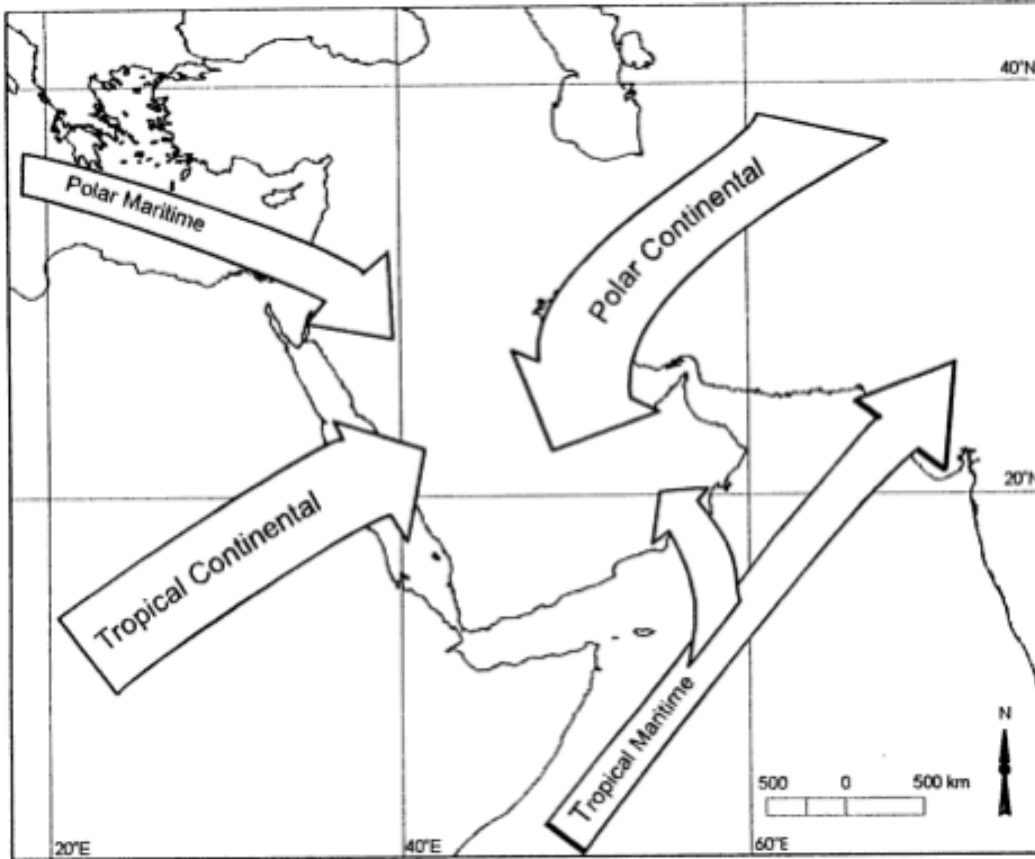 40°N
Polar Maritime
Polar Continental
20°N
Tropical Continental
Tropical Maritime
N
500 0 500 km
20°E 40°E 60°E